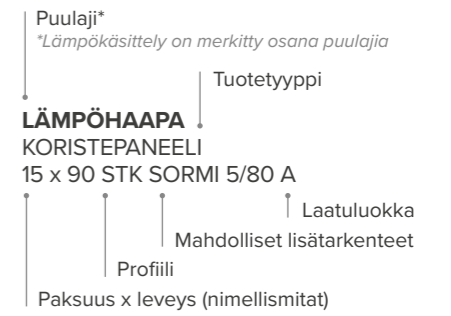 Puulaji*
*Lämpökäsittely on merkitty osana puulajia
Tuotetyyppi
LÄMPÖHAAPA
KORISTEPANEELI
15 x 90 STK SORMI 5/80 A
Laatuluokka
Mahdolliset lisätarkenteet
Profiili
Paksuus x leveys (nimellismitat)